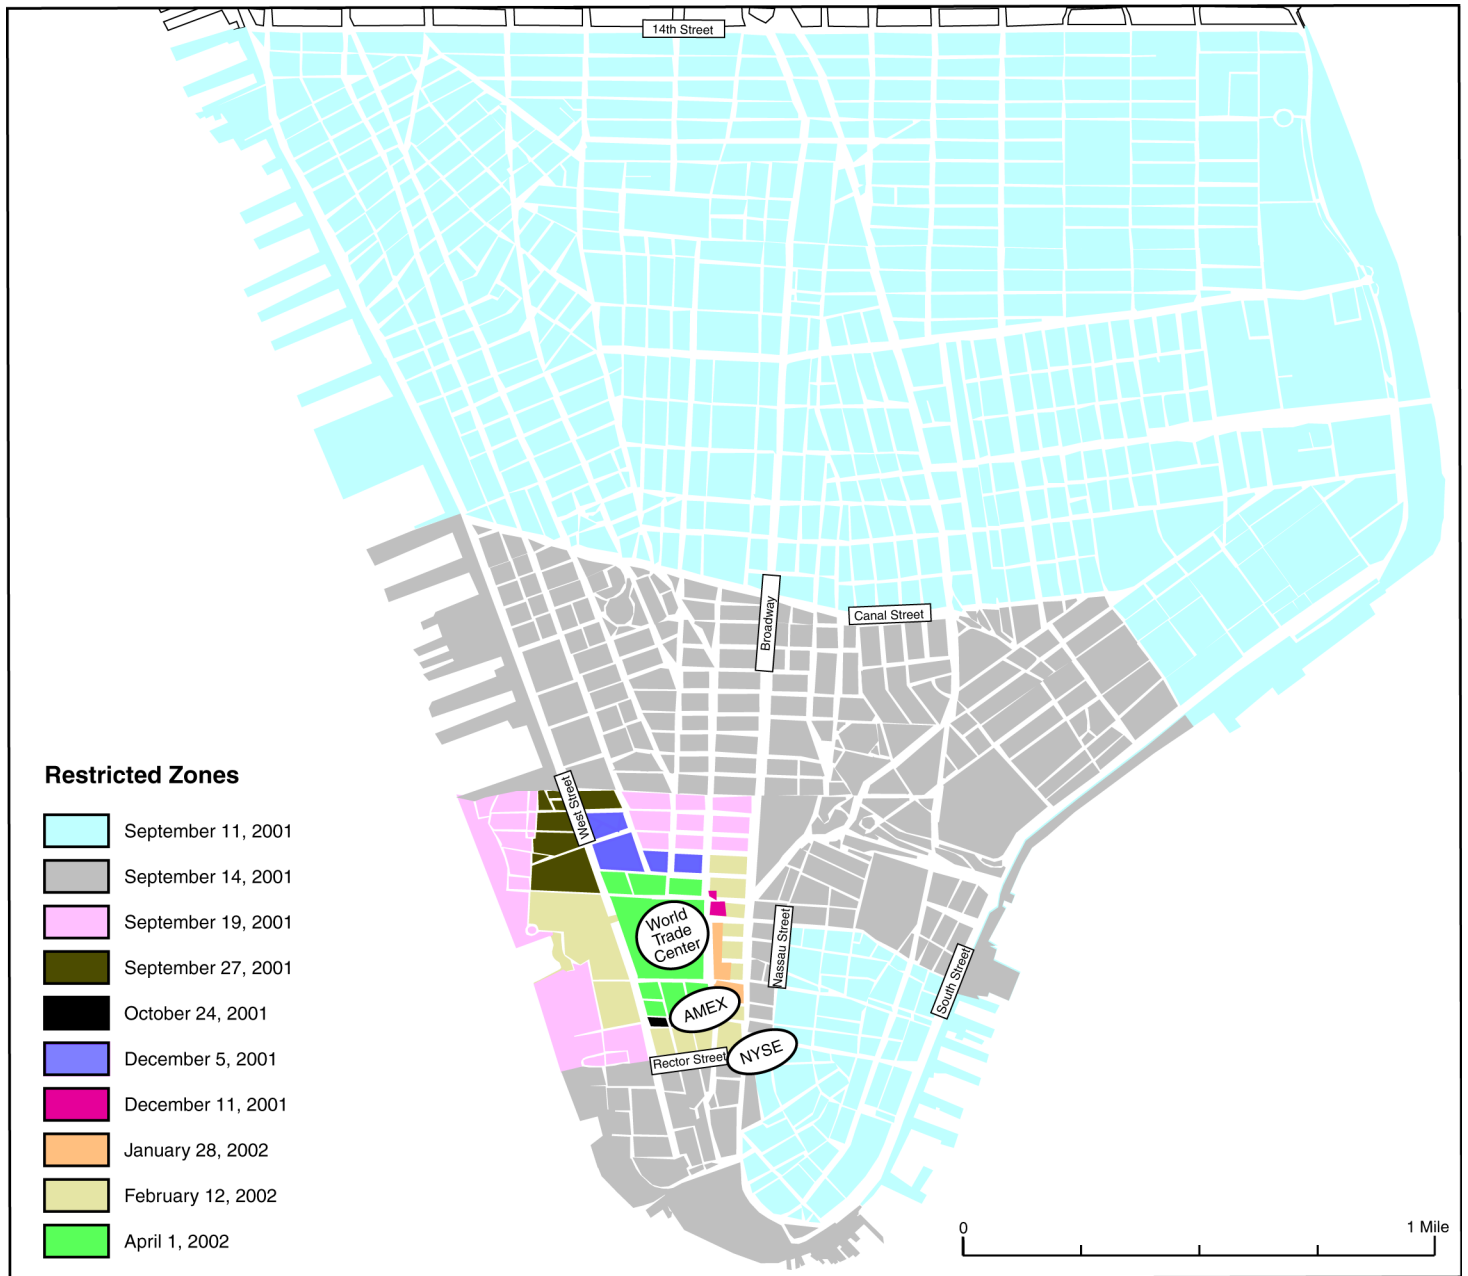 14th Street
Canal Street
Broadway
West Street
World
Trade
Center
Nassau Street
South Street
AMEX
NYSE
Rector Street
Restricted Zones
September 11, 2001
September 14, 2001
September 19, 2001
September 27, 2001
October 24, 2001
December 5, 2001
December 11, 2001
January 28, 2002
February 12, 2002
April 1, 2002
0
1 Mile